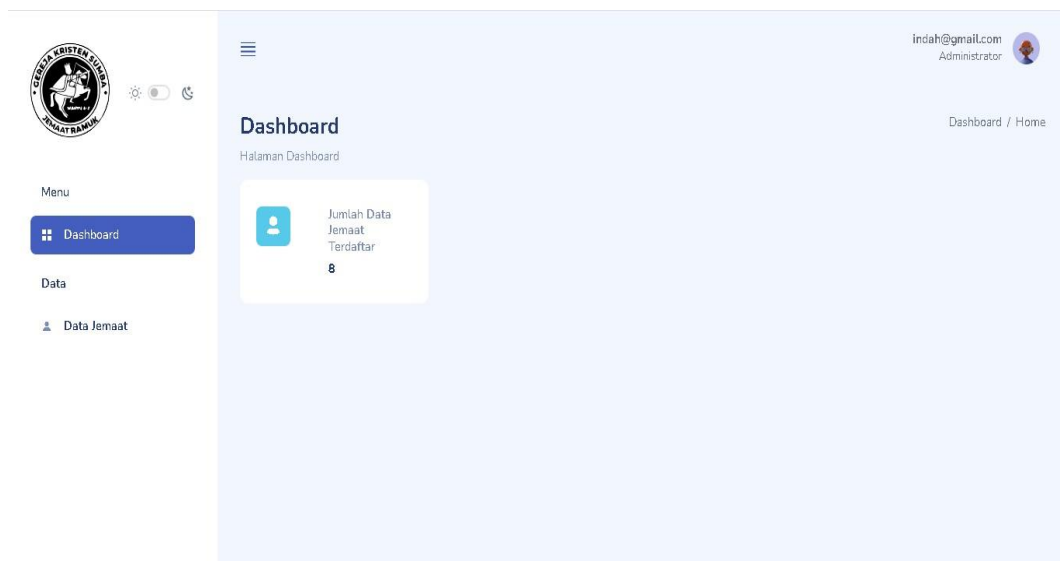 GEREJA KRISTEN SUMBA
JEMAAT RAMUK
Menu
Dashboard
Data
Data Jemaat
indah@gmail.com
Administrator
Dashboard
Dashboard / Home
Halaman Dashboard
Jumlah Data
Jemaat
Terdaftar
8